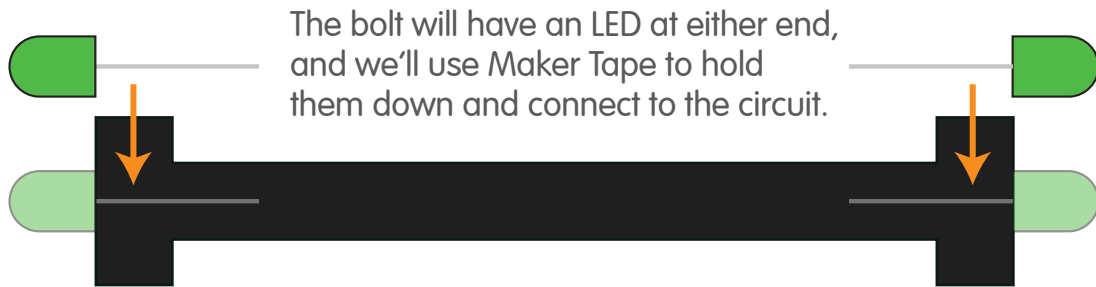 The bolt will have an LED at either end,
and we’ll use Maker Tape to hold
them down and connect to the circuit.